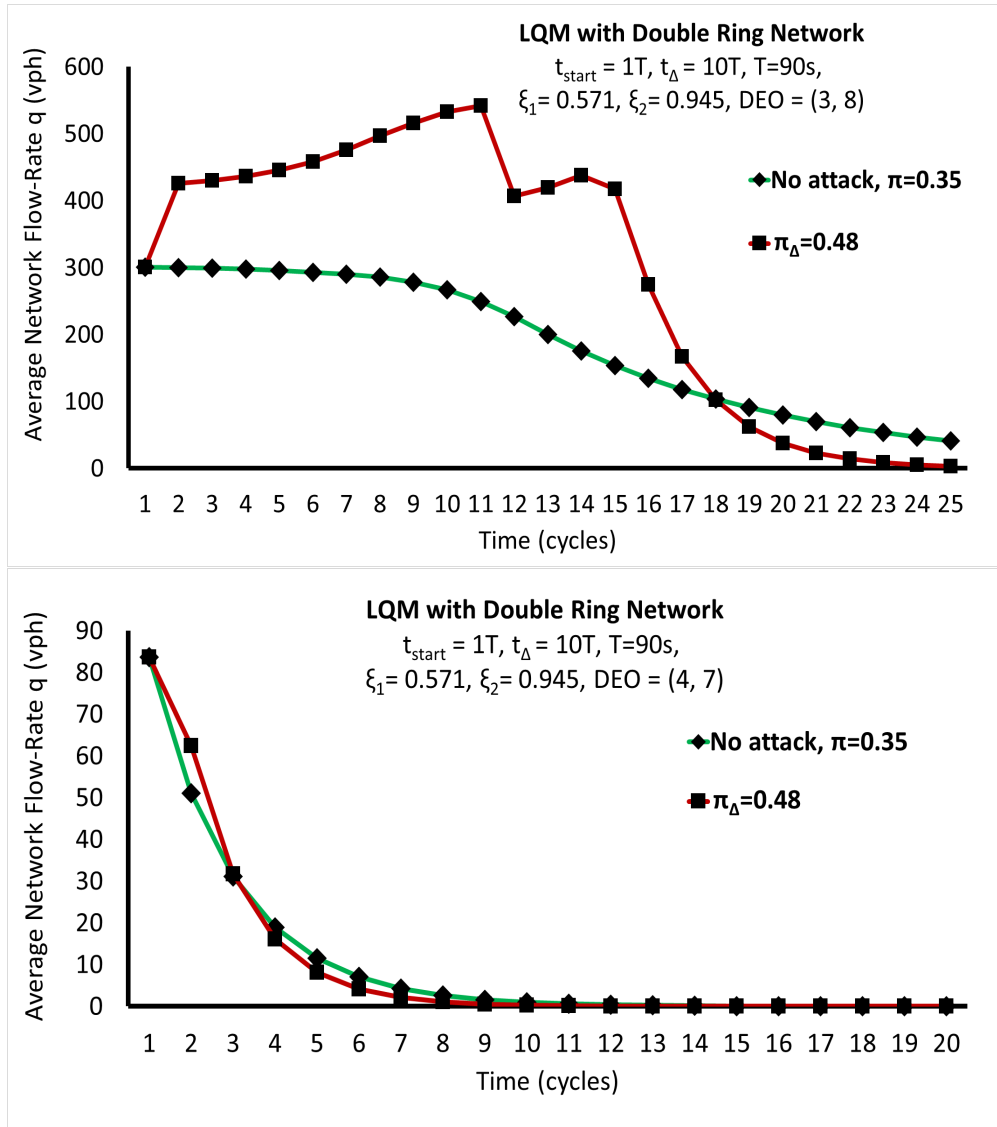 LQM with Double Ring Network
t_start = 1T, t_Δ = 10T, T=90s,
ξ₁= 0.571, ξ₂= 0.945, DEO = (3, 8)
Average Network Flow-Rate q (vph)
600
500
400
300
200
100
0
No attack, π=0.35
π_Δ=0.48
1 2 3 4 5 6 7 8 9 10 11 12 13 14 15 16 17 18 19 20 21 22 23 24 25
Time (cycles)
LQM with Double Ring Network
t_start = 1T, t_Δ = 10T, T=90s,
ξ₁= 0.571, ξ₂= 0.945, DEO = (4, 7)
Average Network Flow-Rate q (vph)
90
80
70
60
50
40
30
20
10
0
No attack, π=0.35
π_Δ=0.48
1 2 3 4 5 6 7 8 9 10 11 12 13 14 15 16 17 18 19 20
Time (cycles)